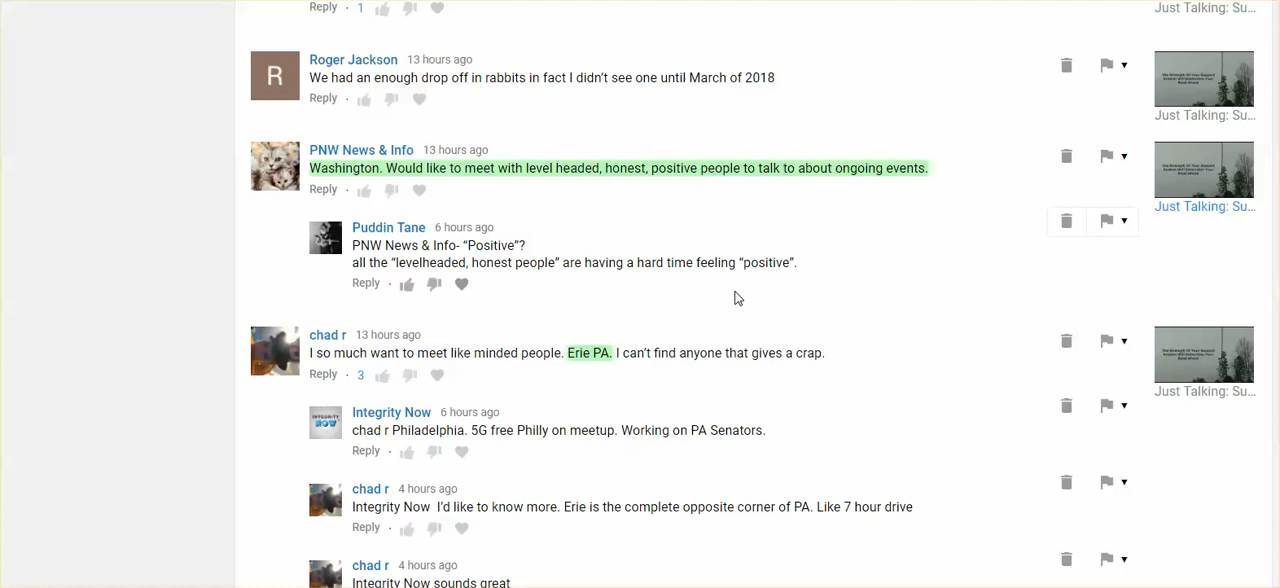 Reply · 1
Just Talking: Su...
Roger Jackson 13 hours ago
We had an enough drop off in rabbits in fact I didn't see one until March of 2018
Reply ·
Just Talking: Su...
R
PNW News & Info 13 hours ago
Washington. Would like to meet with level headed, honest, positive people to talk to about ongoing events.
Reply ·
Just Talking: Su...
Puddin Tane 6 hours ago
PNW News & Info- “Positive”?
all the “levelheaded, honest people” are having a hard time feeling “positive”.
Reply ·
chad r 13 hours ago
I so much want to meet like minded people. Erie PA. I can't find anyone that gives a crap.
Reply · 3
Just Talking: Su...
Integrity Now 6 hours ago
chad r Philadelphia. 5G free Philly on meetup. Working on PA Senators.
Reply ·
INTEGRITY
NOW
chad r 4 hours ago
Integrity Now I'd like to know more. Erie is the complete opposite corner of PA. Like 7 hour drive
Reply ·
chad r 4 hours ago
Integrity Now sounds great